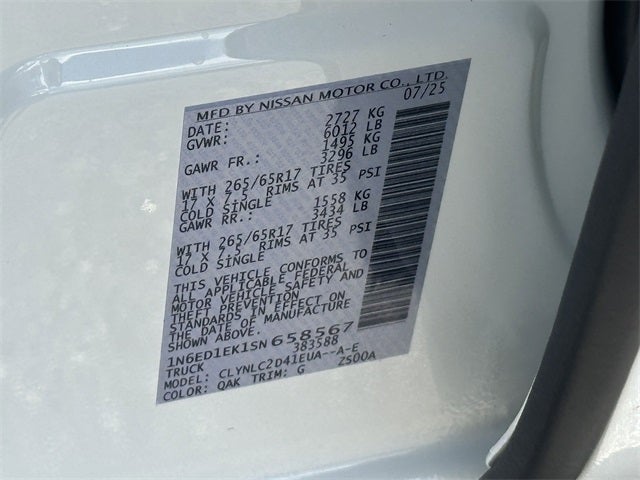 MFD BY NISSAN MOTOR CO., LTD.
DATE: 07/25
GVWR: 2727 KG
6012 LB
GAWR FR.: 1495 KG
3296 LB
WITH 265/65R17 TIRES
17 X 7.5 RIMS AT 35 PSI
COLD SINGLE
GAWR RR.: 1558 KG
3434 LB
WITH 265/65R17 TIRES
17 X 7.5 RIMS AT 35 PSI
COLD SINGLE
THIS VEHICLE CONFORMS TO
ALL APPLICABLE FEDERAL
MOTOR VEHICLE SAFETY AND
THEFT PREVENTION
STANDARDS IN EFFECT ON
THE DATE OF MANUFACTURE
SHOWN ABOVE.
1N6ED1EK1SN658567
TRUCK 383588
MODEL: CLYNLC2D41EUA--A-E
COLOR: QAK TRIM: G ZS00A